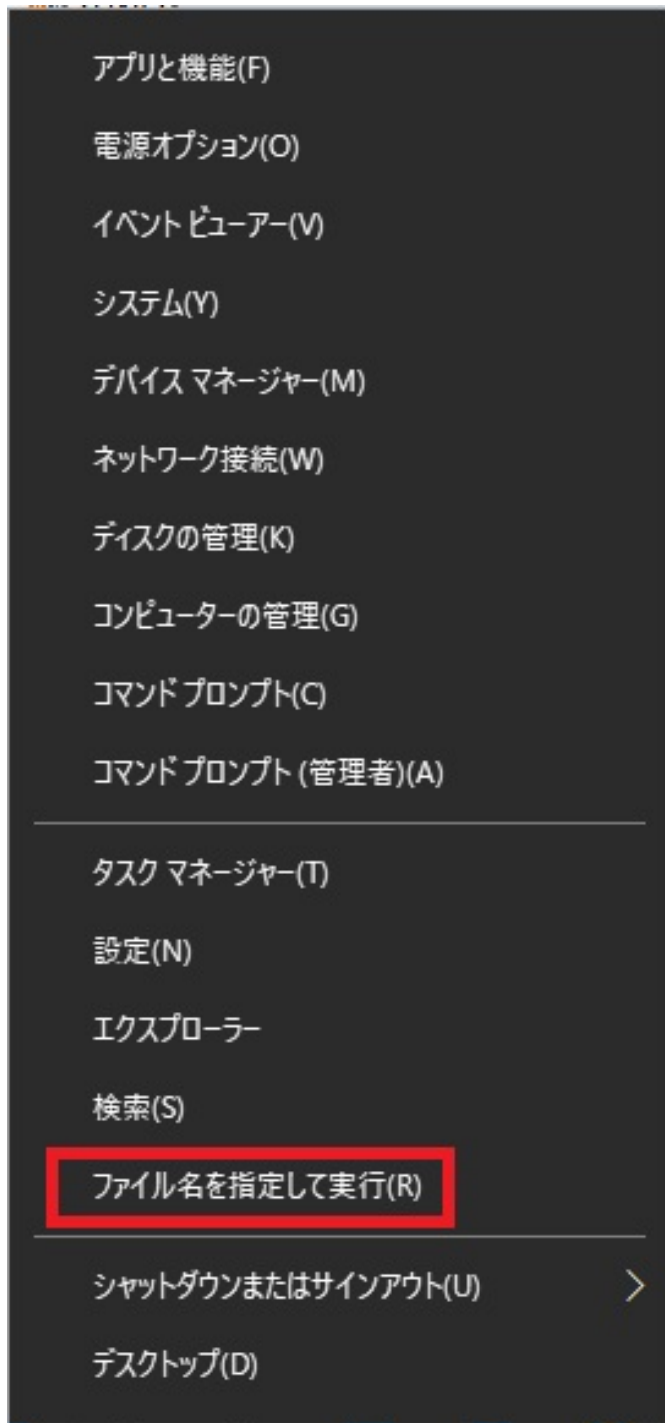 アプリと機能(F)
電源オプション(O)
イベント ビューアー(V)
システム(Y)
デバイス マネージャー(M)
ネットワーク接続(W)
ディスクの管理(K)
コンピューターの管理(G)
コマンド プロンプト(C)
コマンド プロンプト (管理者)(A)
タスク マネージャー(T)
設定(N)
エクスプローラー
検索(S)
ファイル名を指定して実行(R)
シャットダウンまたはサインアウト(U)
デスクトップ(D)